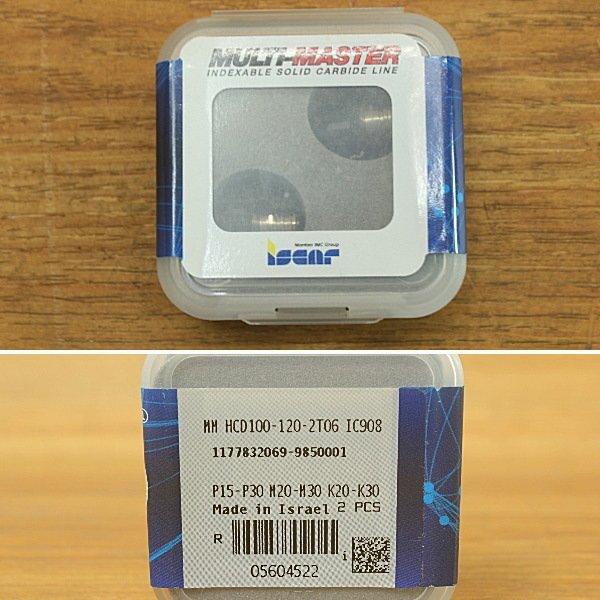 MULTI-MASTER
INDEXABLE SOLID CARBIDE LINE
Member IMC Group
iscar
MM HCD100-120-2T06 IC908
1177832069-9850001
P15-P30 M20-M30 K20-K30
Made in Israel 2 PCS
R
i
05604522